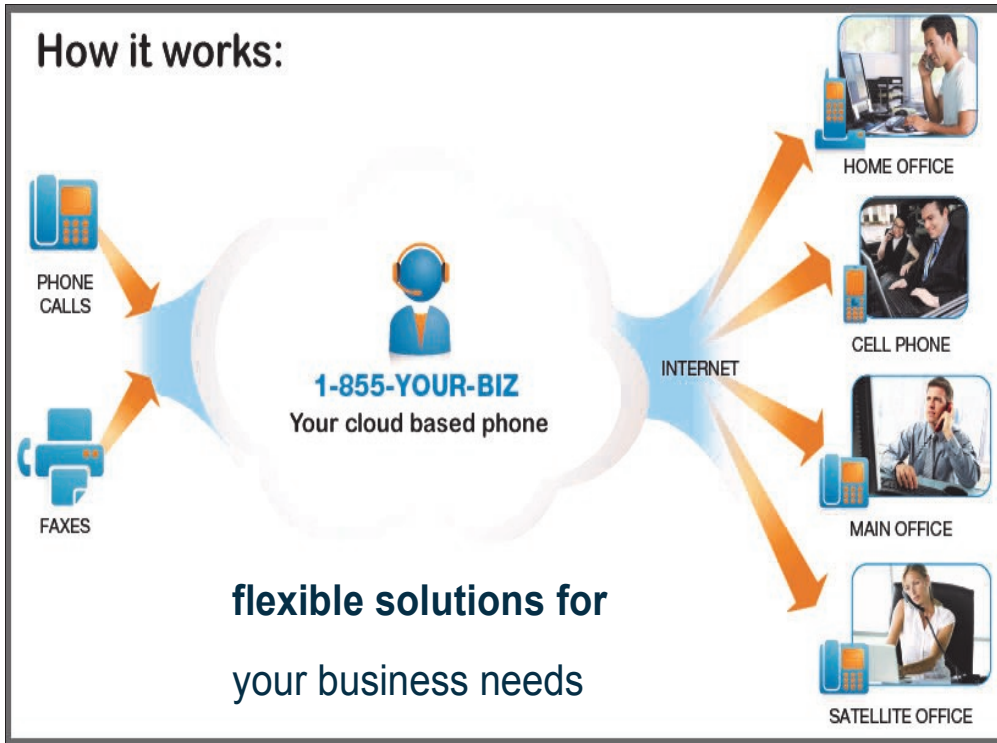 How it works:
PHONE
CALLS
FAXES
1-855-YOUR-BIZ
Your cloud based phone
INTERNET
HOME OFFICE
CELL PHONE
MAIN OFFICE
SATELLITE OFFICE
flexible solutions for
your business needs